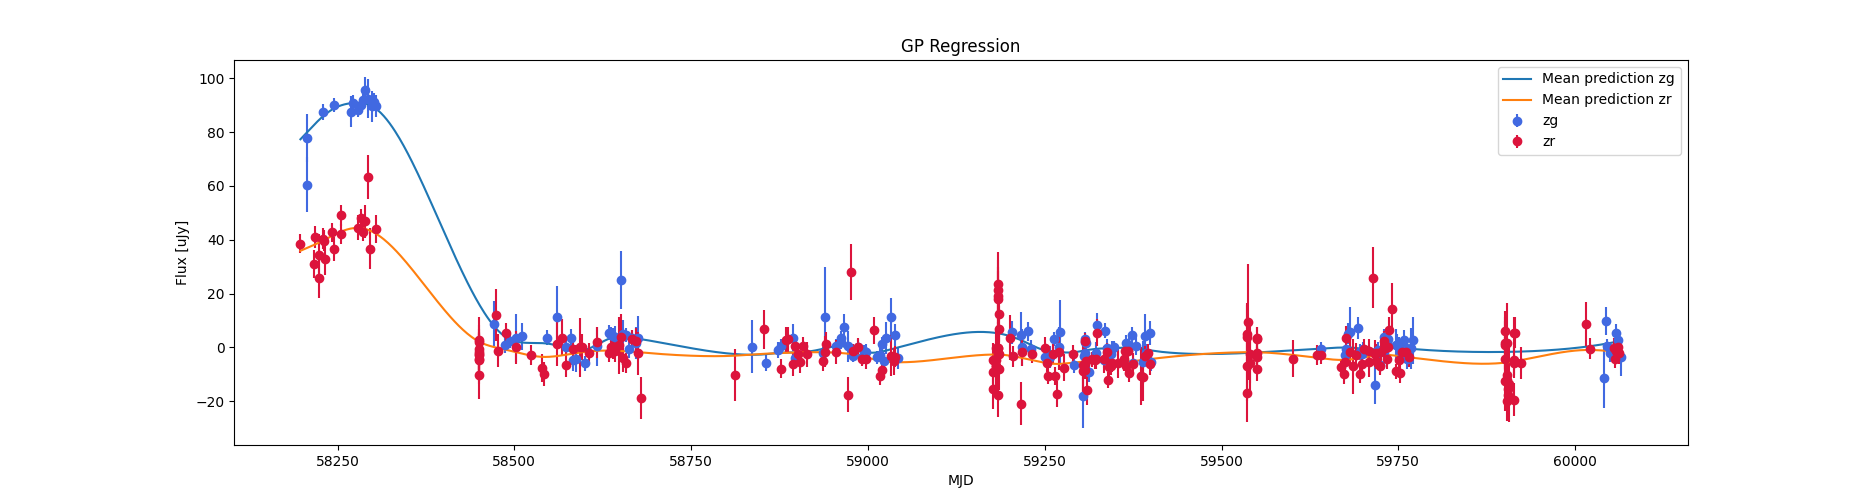 GP Regression
Flux [uJy]
100
80
60
40
20
0
−20
Mean prediction zg
Mean prediction zr
zg
zr
58250 58500 58750 59000 59250 59500 59750 60000
MJD